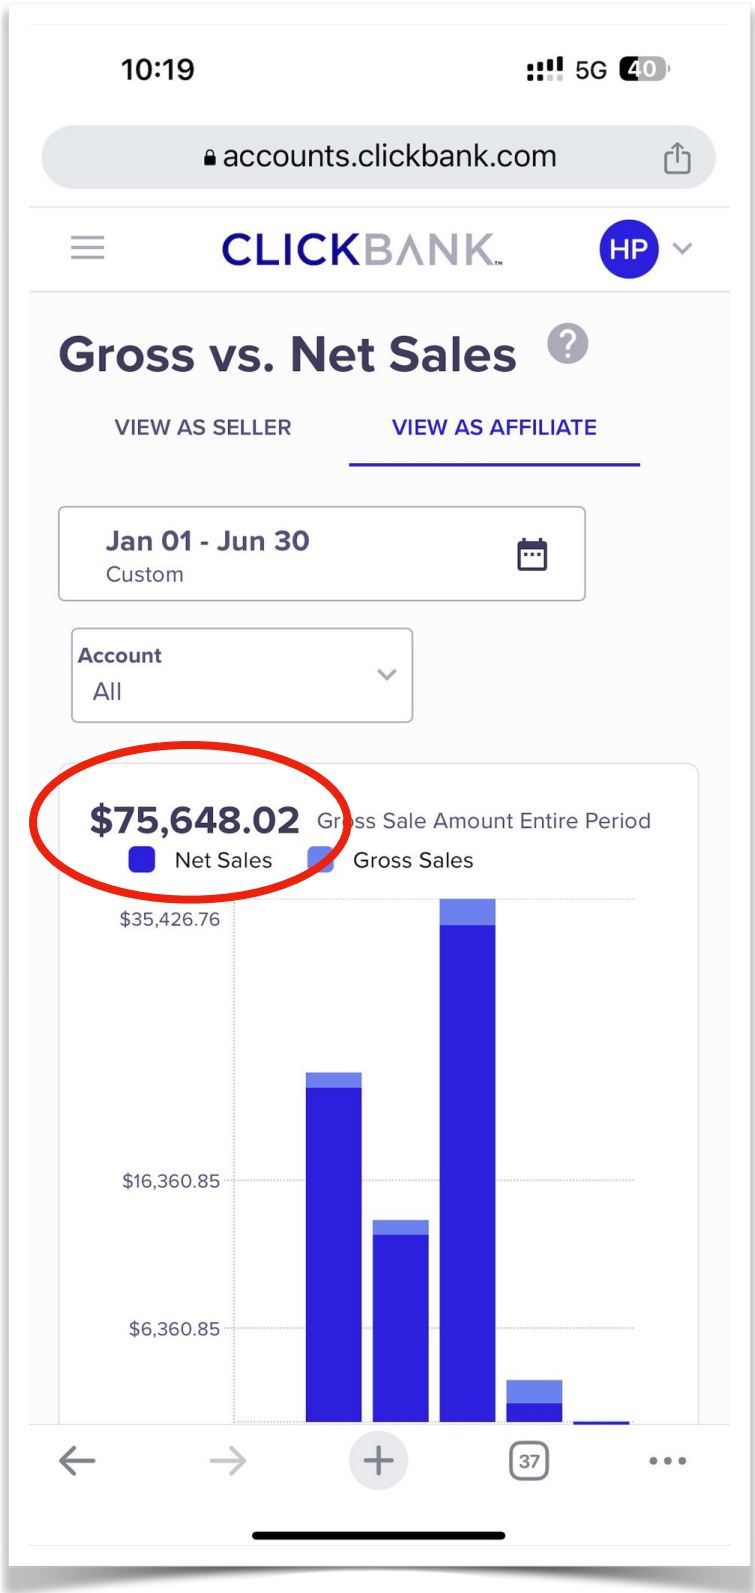 10:19 5G 40
accounts.clickbank.com
CLICKBANK™ HP
Gross vs. Net Sales ?
VIEW AS SELLER VIEW AS AFFILIATE
Jan 01 - Jun 30
Custom
Account
All
$75,648.02 Gross Sale Amount Entire Period
Net Sales Gross Sales
$35,426.76
$16,360.85
$6,360.85
37